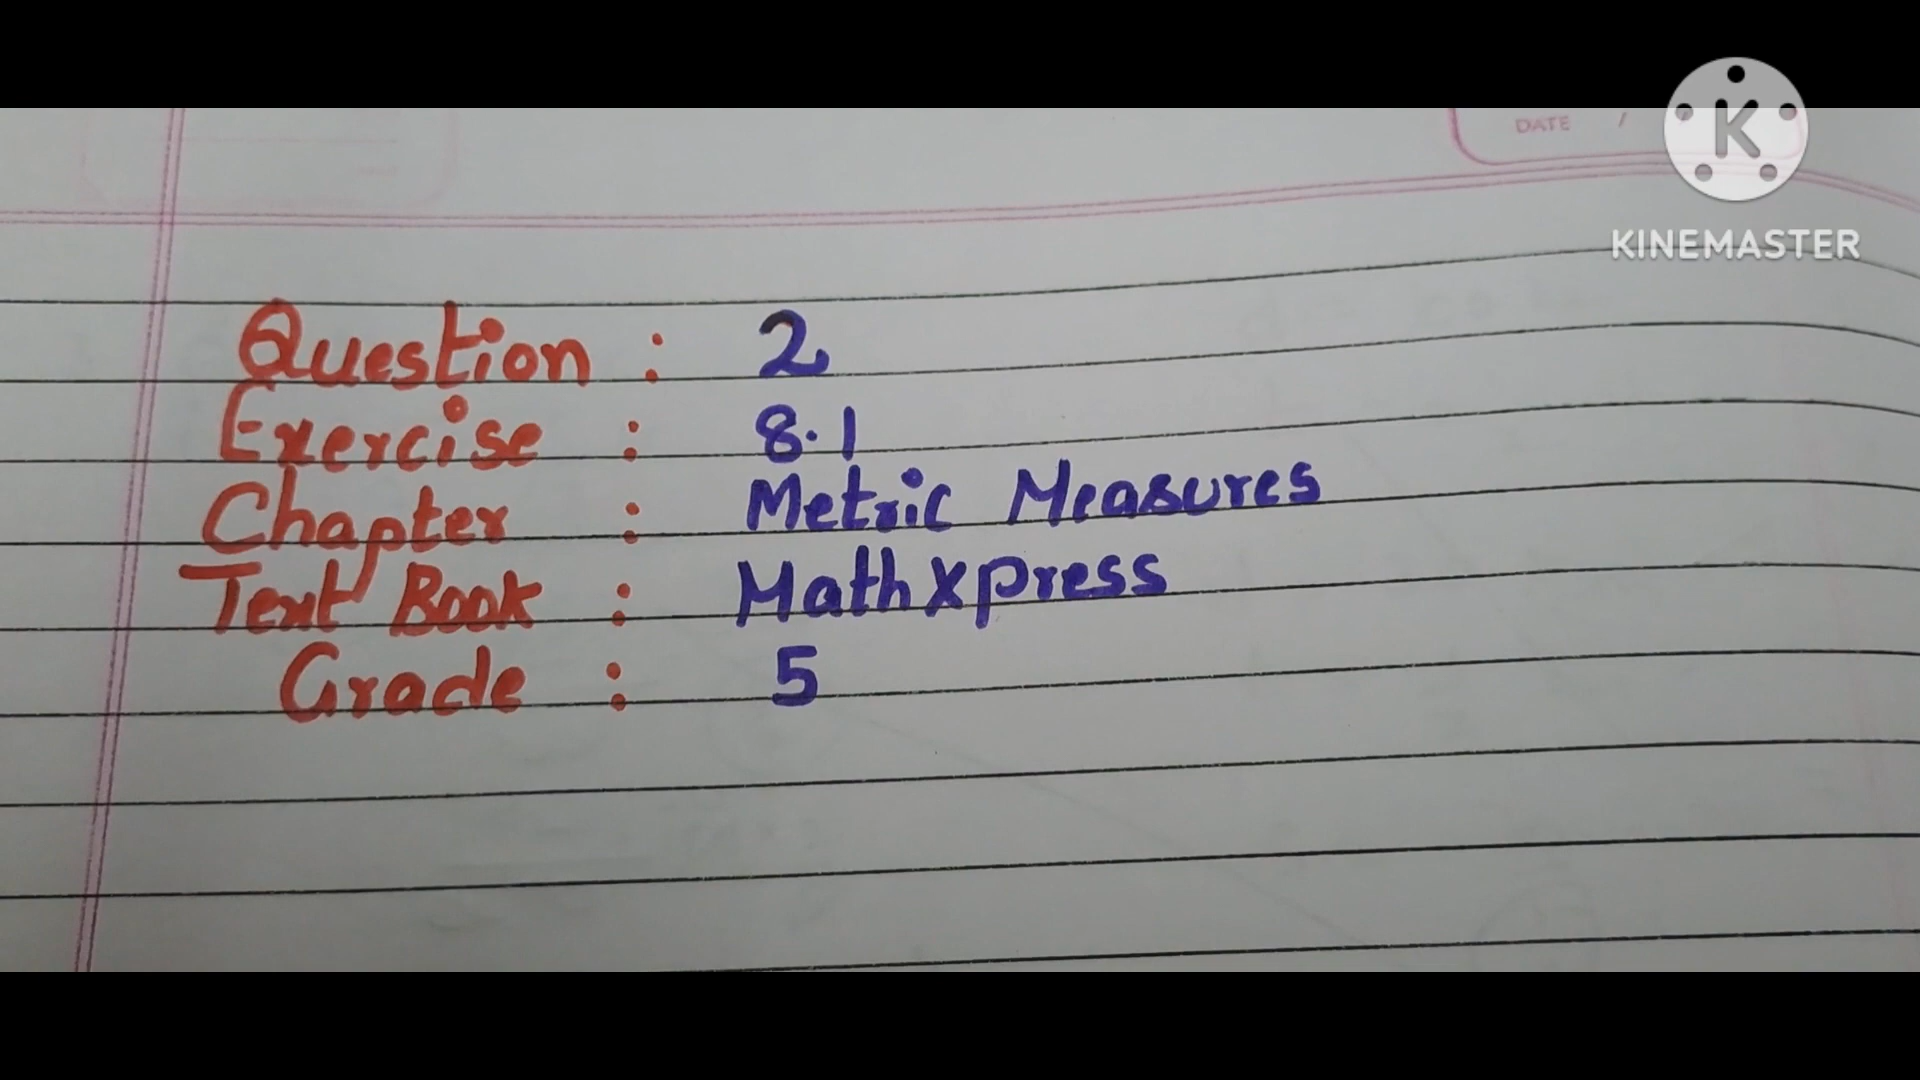 DATE /
K
KINEMASTER
Question : 2
Exercise : 8.1
Chapter : Metric Measures
Text Book : MathXpress
Grade : 5